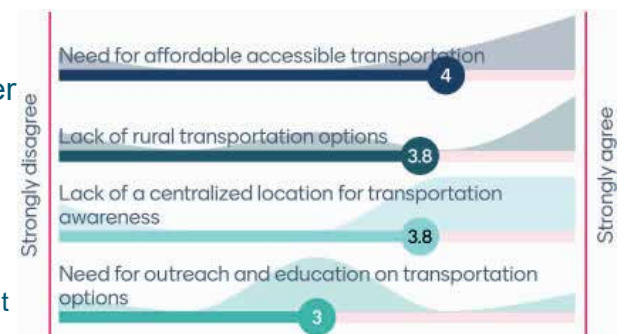 Need for affordable accessible transportation
4
er
Strongly disagree
Strongly agree
Lack of rural transportation options
3.8
Lack of a centralized location for transportation
awareness
3.8
Need for outreach and education on transportation
options
3
t